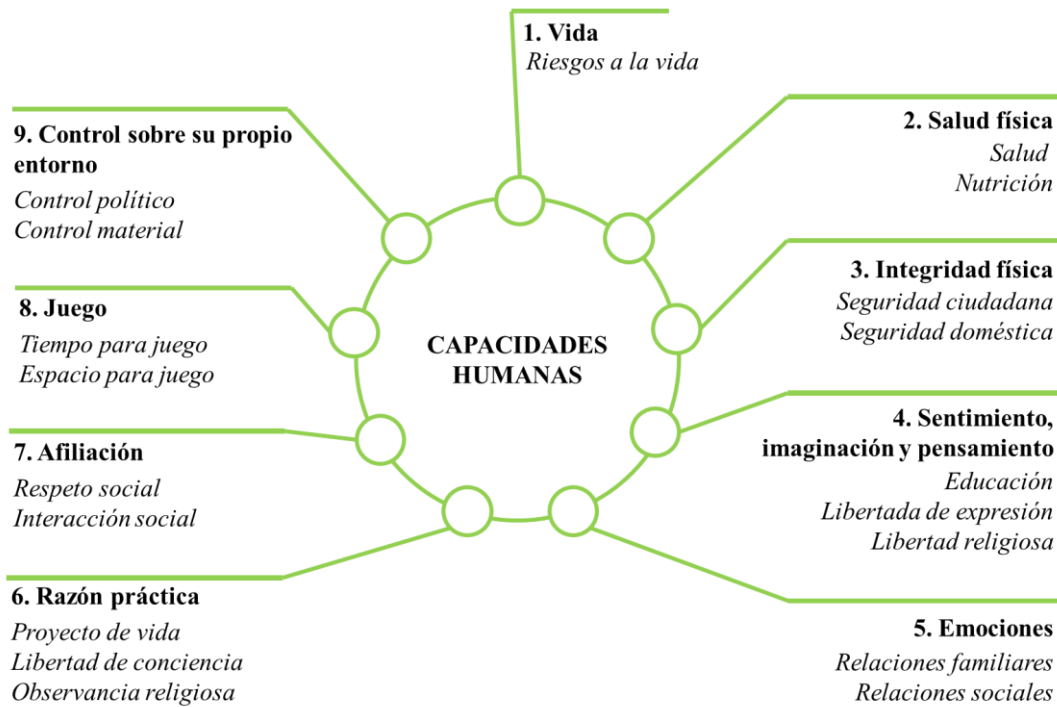 1. Vida
Riesgos a la vida
2. Salud física
Salud
Nutrición
3. Integridad física
Seguridad ciudadana
Seguridad doméstica
4. Sentimiento,
imaginación y pensamiento
Educación
Libertada de expresión
Libertad religiosa
5. Emociones
Relaciones familiares
Relaciones sociales
6. Razón práctica
Proyecto de vida
Libertad de conciencia
Observancia religiosa
7. Afiliación
Respeto social
Interacción social
8. Juego
Tiempo para juego
Espacio para juego
9. Control sobre su propio
entorno
Control político
Control material
CAPACIDADES
HUMANAS